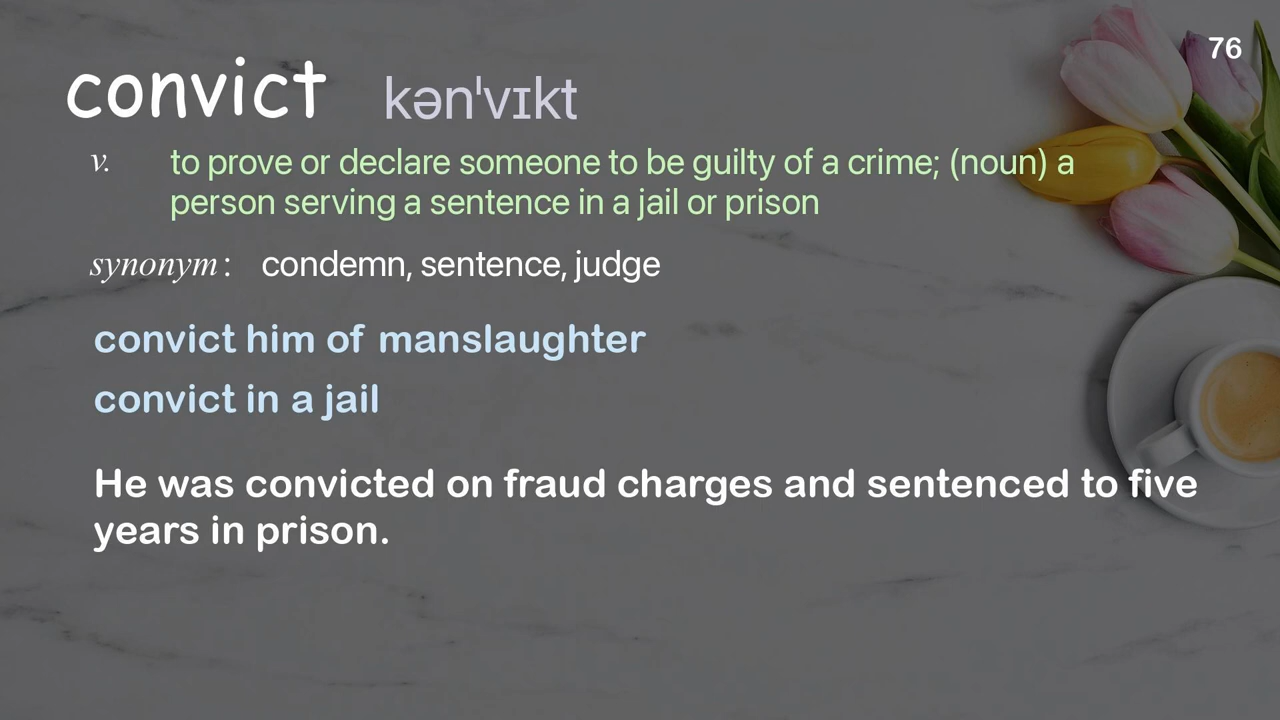 76
convict kənˈvɪkt
v. to prove or declare someone to be guilty of a crime; (noun) a
person serving a sentence in a jail or prison
synonym : condemn, sentence, judge
convict him of manslaughter
convict in a jail
He was convicted on fraud charges and sentenced to five
years in prison.